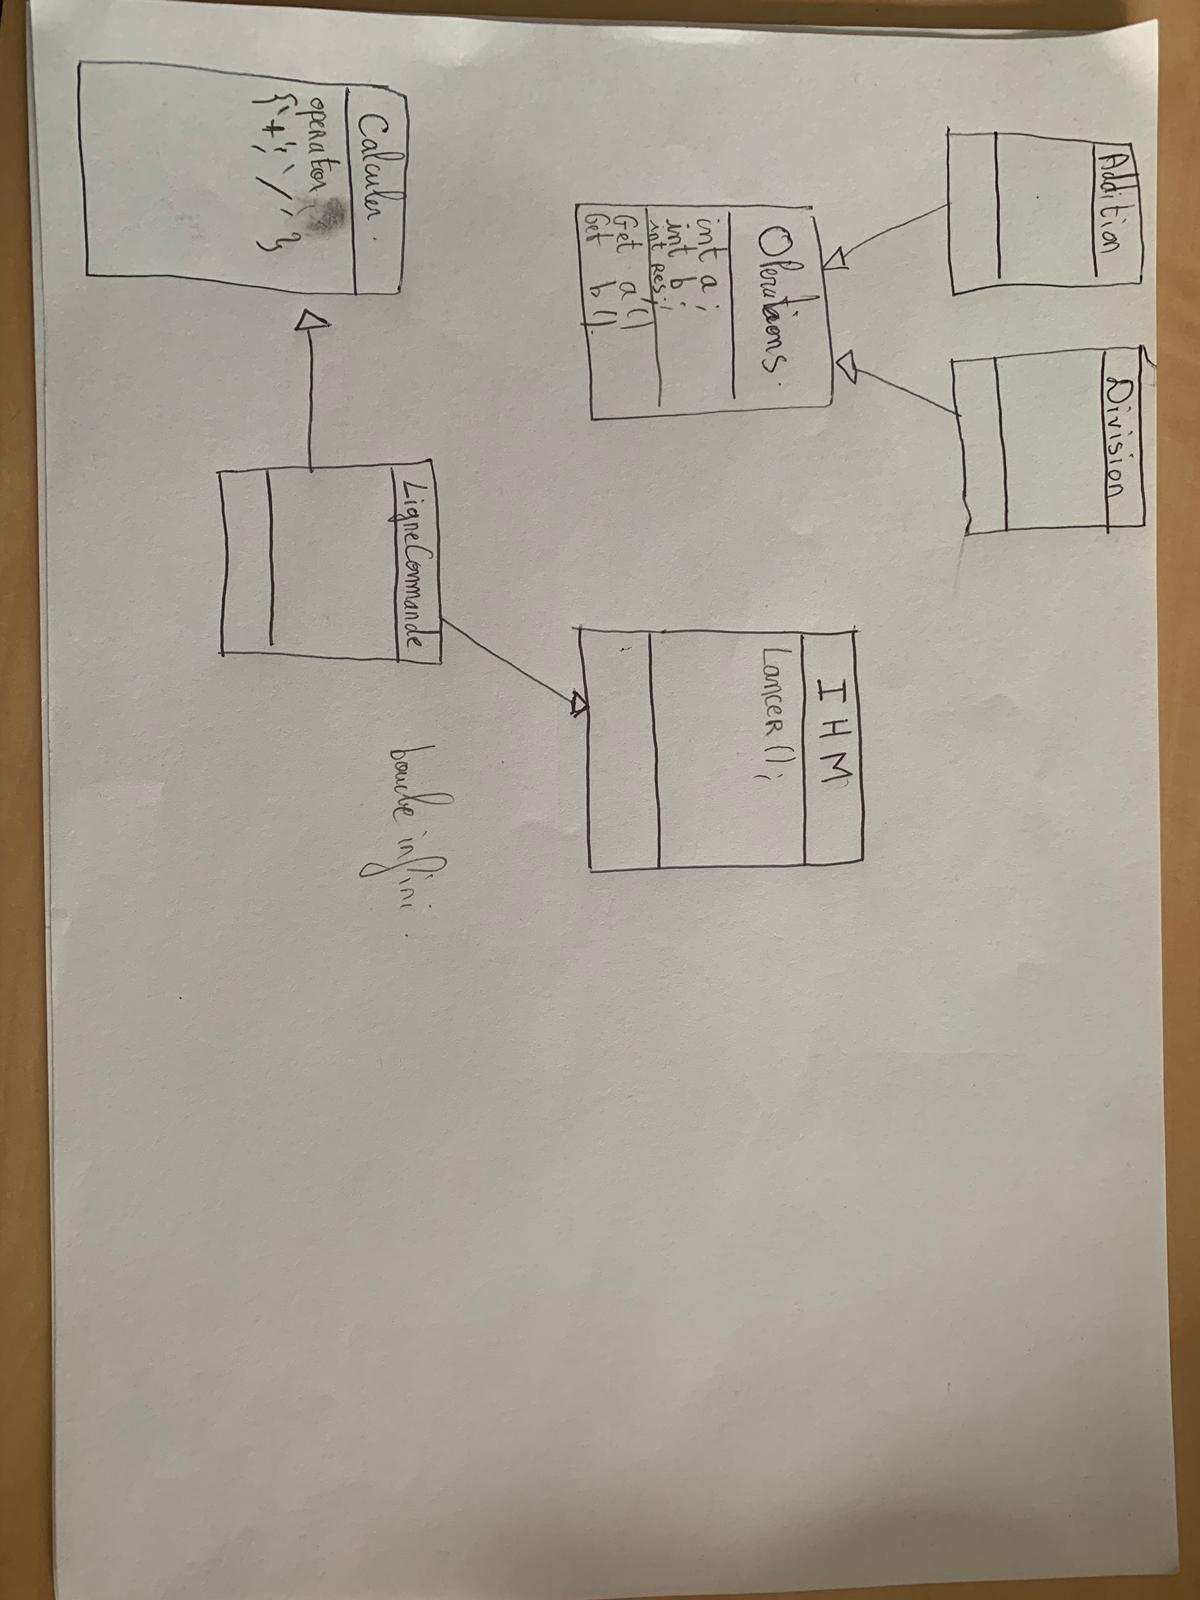 Addition
Division
Operations
int a ;
int b ;
int Res ;
Get a ()
Get b ().
IHM
Lancer () ;
LigneCommande
boucle infini .
Calculer .
operator
{'+', '/' }